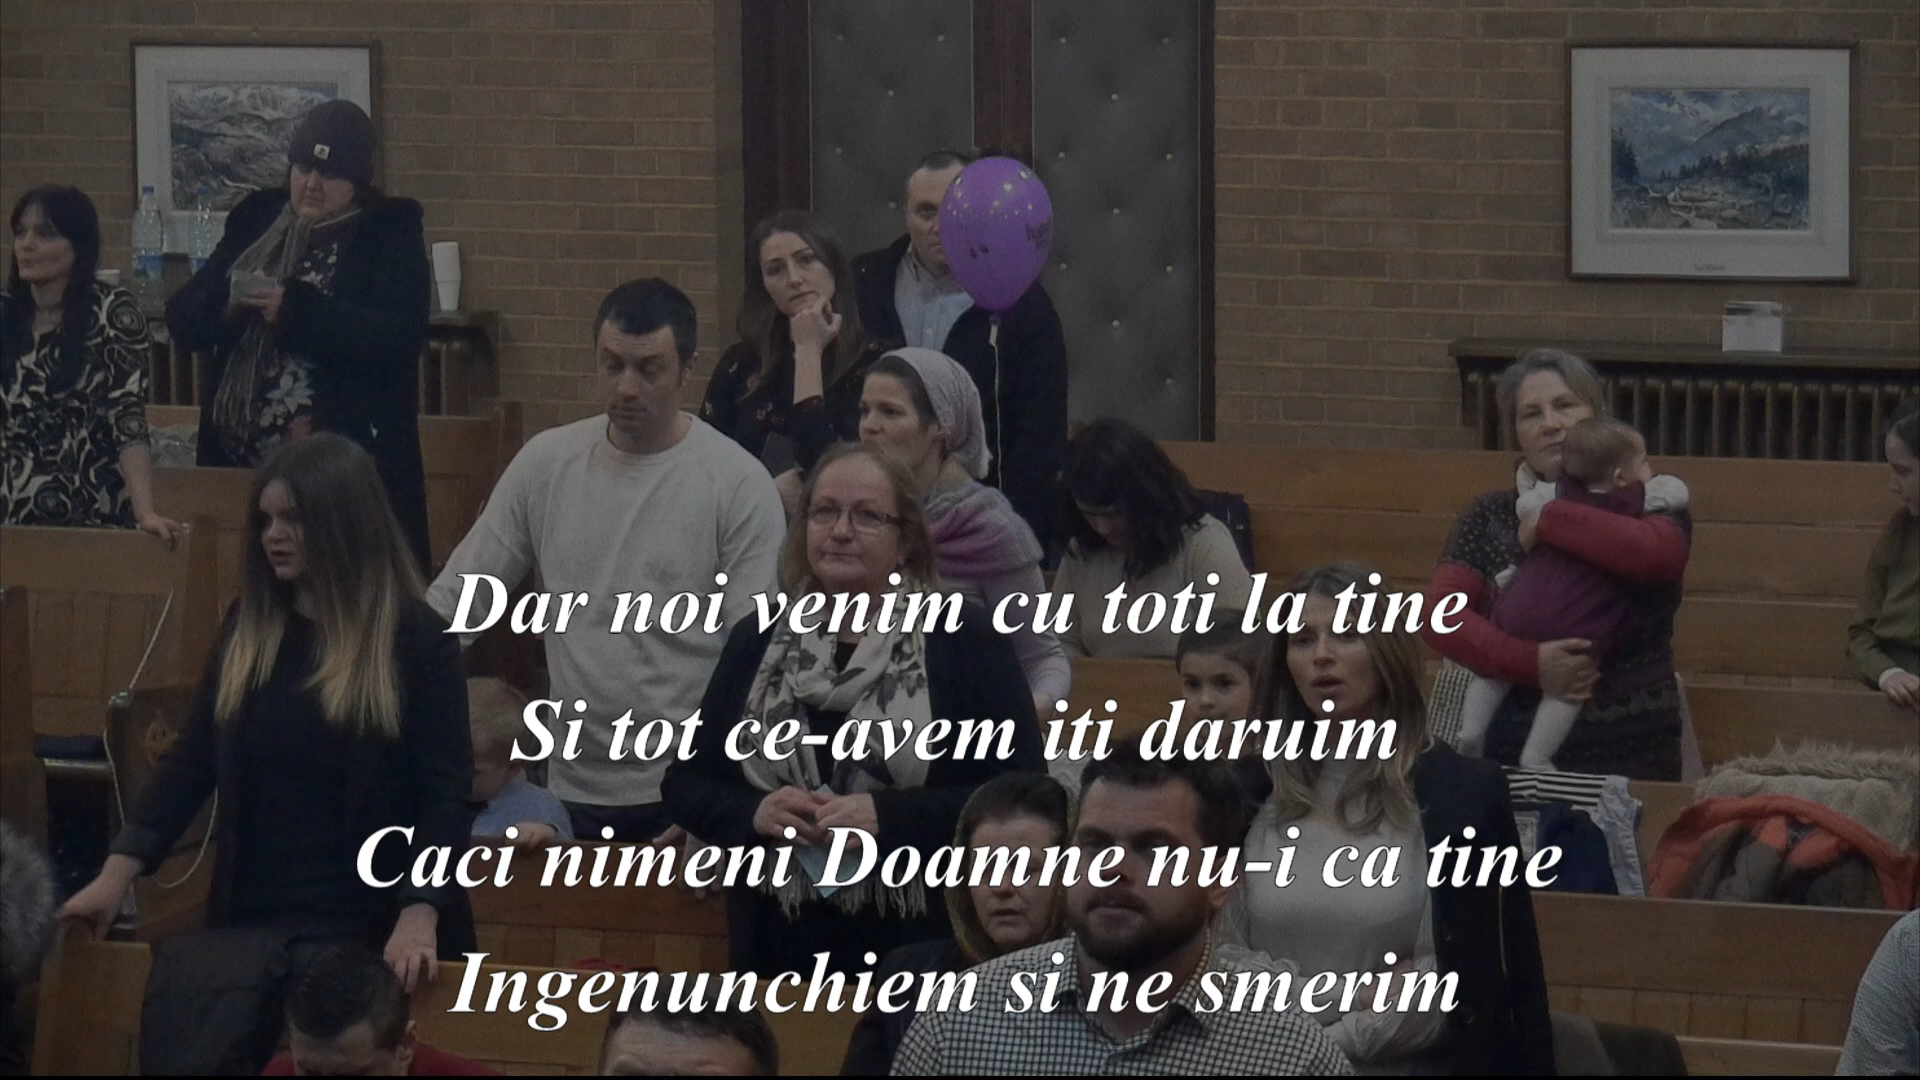 Dar noi venim cu toti la tine
Si tot ce-avem iti daruim
Caci nimeni Doamne nu-i ca tine
Ingenunchiem si ne smerim